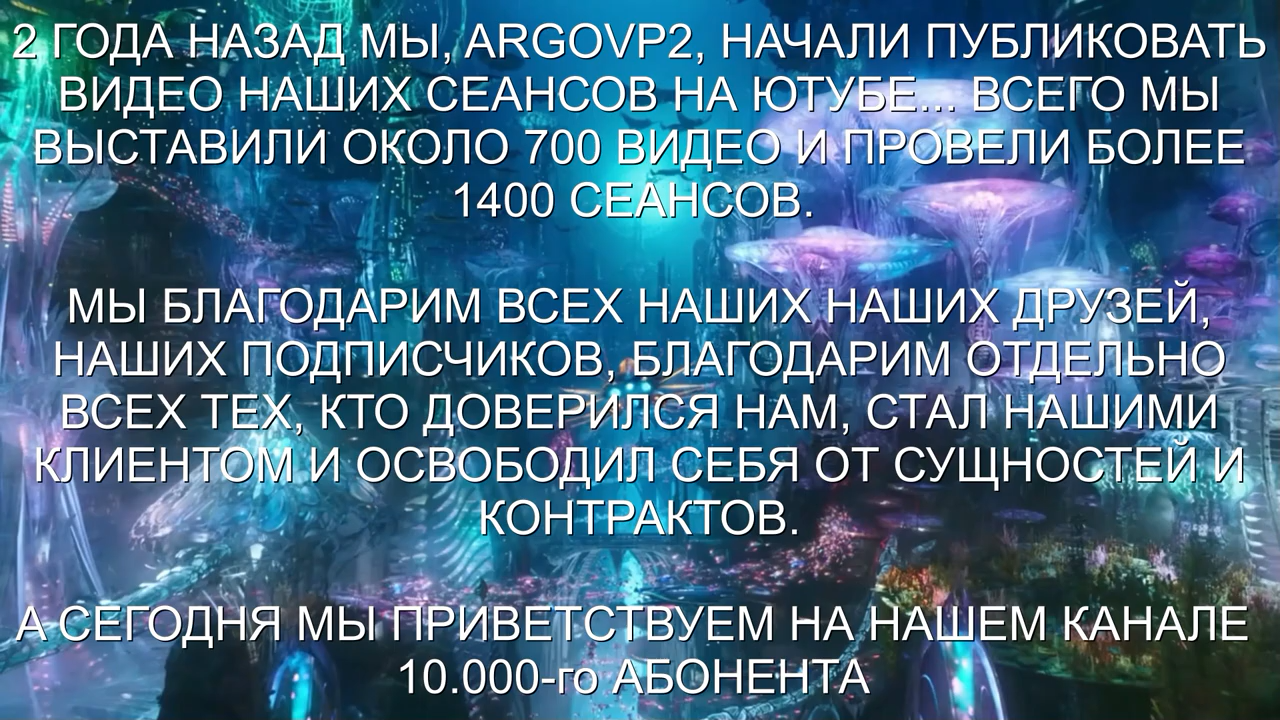 2 ГОДА НАЗАД МЫ, ARGOVP2, НАЧАЛИ ПУБЛИКОВАТЬ
ВИДЕО НАШИХ СЕАНСОВ НА ЮТУБЕ... ВСЕГО МЫ
ВЫСТАВИЛИ ОКОЛО 700 ВИДЕО И ПРОВЕЛИ БОЛЕЕ
1400 СЕАНСОВ.
МЫ БЛАГОДАРИМ ВСЕХ НАШИХ НАШИХ ДРУЗЕЙ,
НАШИХ ПОДПИСЧИКОВ, БЛАГОДАРИМ ОТДЕЛЬНО
ВСЕХ ТЕХ, КТО ДОВЕРИЛСЯ НАМ, СТАЛ НАШИМИ
КЛИЕНТОМ И ОСВОБОДИЛ СЕБЯ ОТ СУЩНОСТЕЙ И
КОНТРАКТОВ.
А СЕГОДНЯ МЫ ПРИВЕТСТВУЕМ НА НАШЕМ КАНАЛЕ
10.000-го АБОНЕНТА